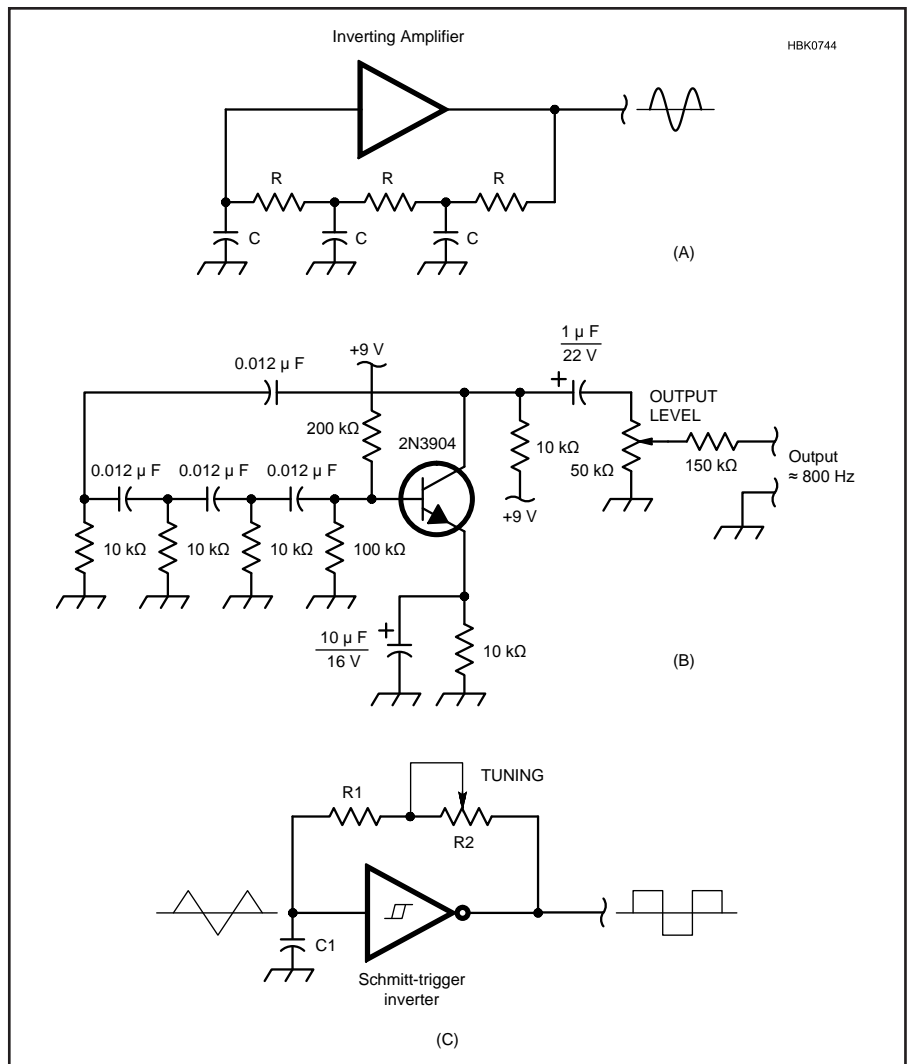 Inverting Amplifier
HBK0744
R
R
R
C
C
C
(A)
0.012 µ F
+9 V
1 µ F
22 V
OUTPUT
LEVEL
200 kΩ
2N3904
10 kΩ
50 kΩ
150 kΩ
Output
≈ 800 Hz
0.012 µ F
0.012 µ F
0.012 µ F
+9 V
10 kΩ
10 kΩ
10 kΩ
100 kΩ
10 µ F
16 V
10 kΩ
(B)
R1
TUNING
R2
C1
Schmitt-trigger
inverter
(C)